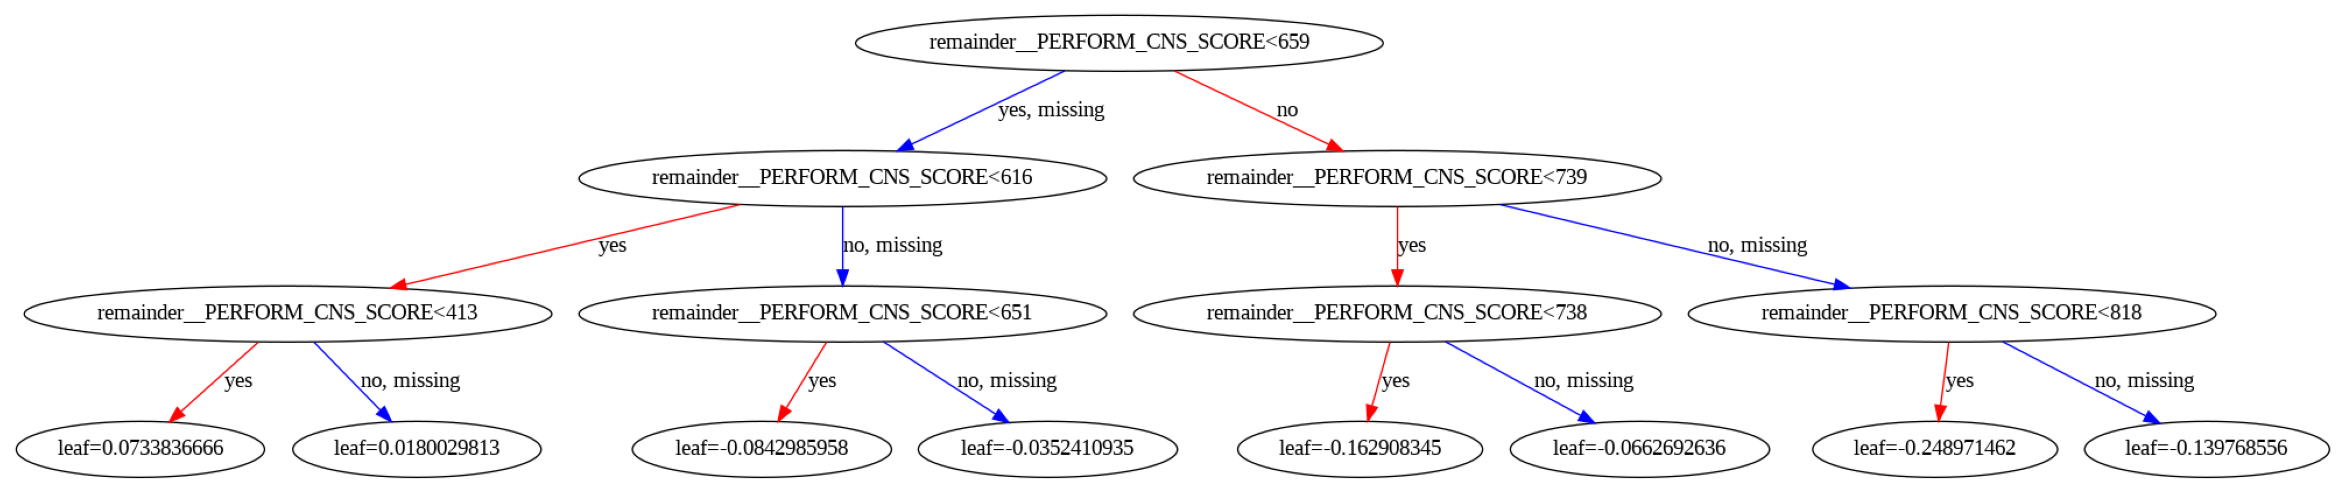 remainder__PERFORM_CNS_SCORE<659
yes, missing
no
remainder__PERFORM_CNS_SCORE<616
remainder__PERFORM_CNS_SCORE<739
yes
no, missing
yes
no, missing
remainder__PERFORM_CNS_SCORE<413
remainder__PERFORM_CNS_SCORE<651
remainder__PERFORM_CNS_SCORE<738
remainder__PERFORM_CNS_SCORE<818
yes
no, missing
yes
no, missing
yes
no, missing
yes
no, missing
leaf=0.0733836666
leaf=0.0180029813
leaf=-0.0842985958
leaf=-0.0352410935
leaf=-0.162908345
leaf=-0.0662692636
leaf=-0.248971462
leaf=-0.139768556